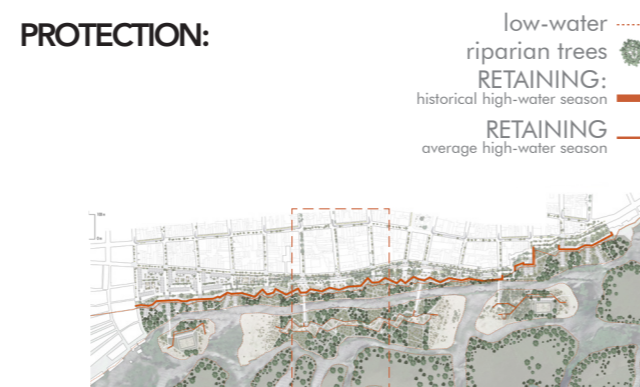 PROTECTION:
low-water
riparian trees
RETAINING:
historical high-water season
RETAINING
average high-water season